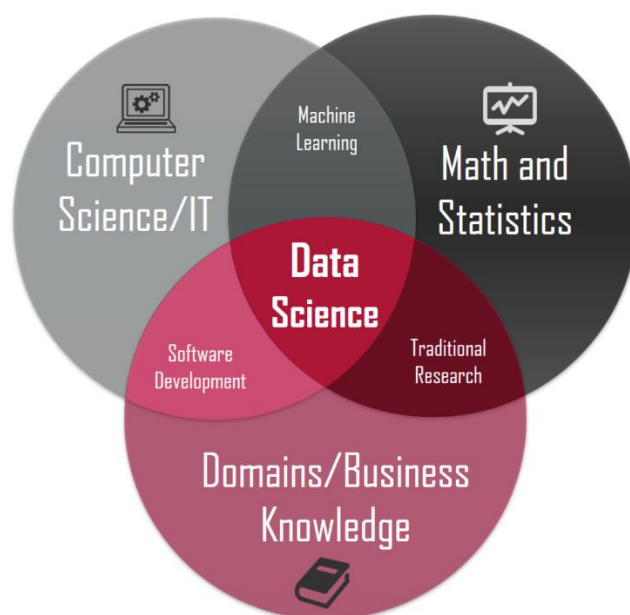 Machine
Learning
Computer
Science/IT
Math and
Statistics
Data
Science
Software
Development
Traditional
Research
Domains/Business
Knowledge